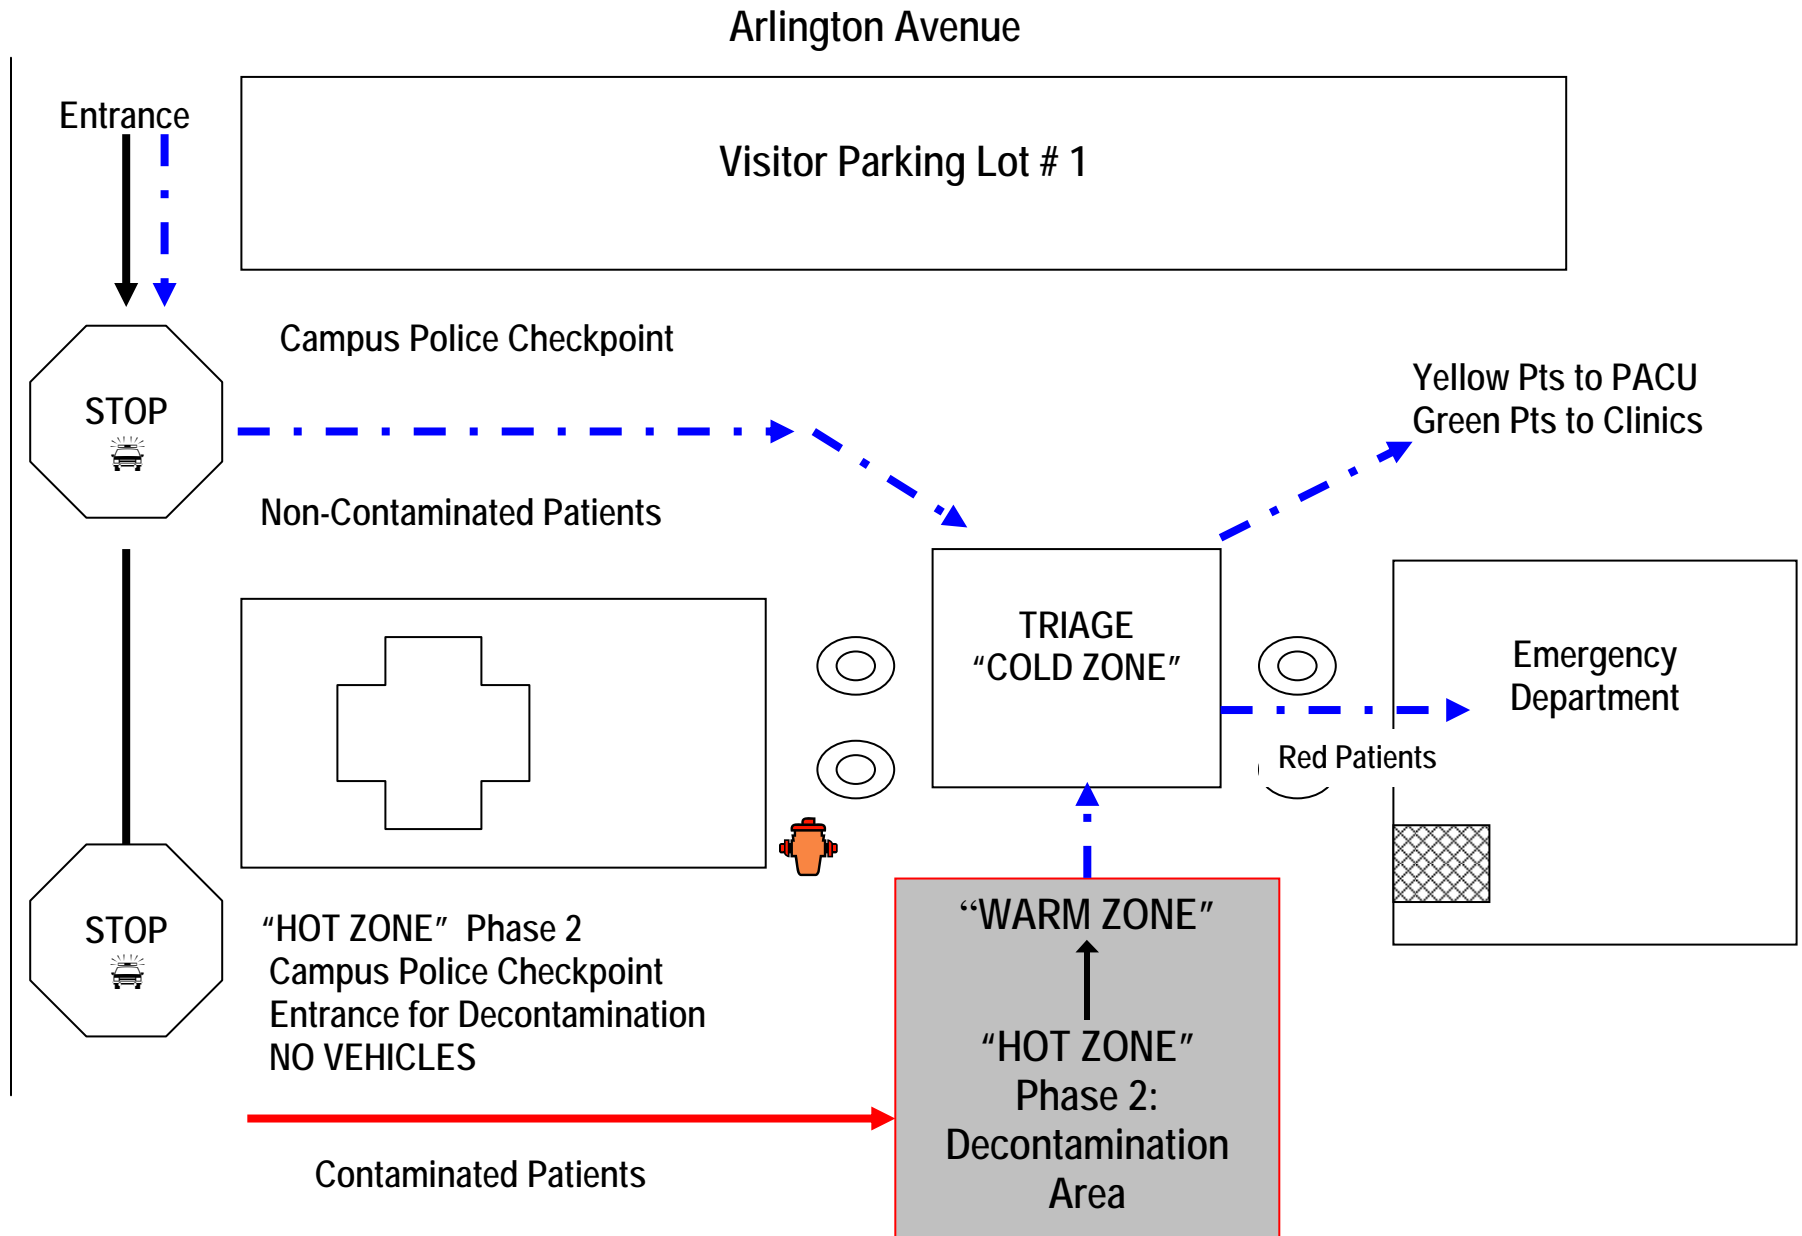 Arlington Avenue
Entrance
Visitor Parking Lot # 1
Campus Police Checkpoint
STOP
Yellow Pts to PACU
Green Pts to Clinics
Non-Contaminated Patients
TRIAGE
“COLD ZONE”
Emergency
Department
Red Patients
STOP
“HOT ZONE” Phase 2
Campus Police Checkpoint
Entrance for Decontamination
NO VEHICLES
“WARM ZONE”
“HOT ZONE”
Phase 2:
Decontamination
Area
Contaminated Patients